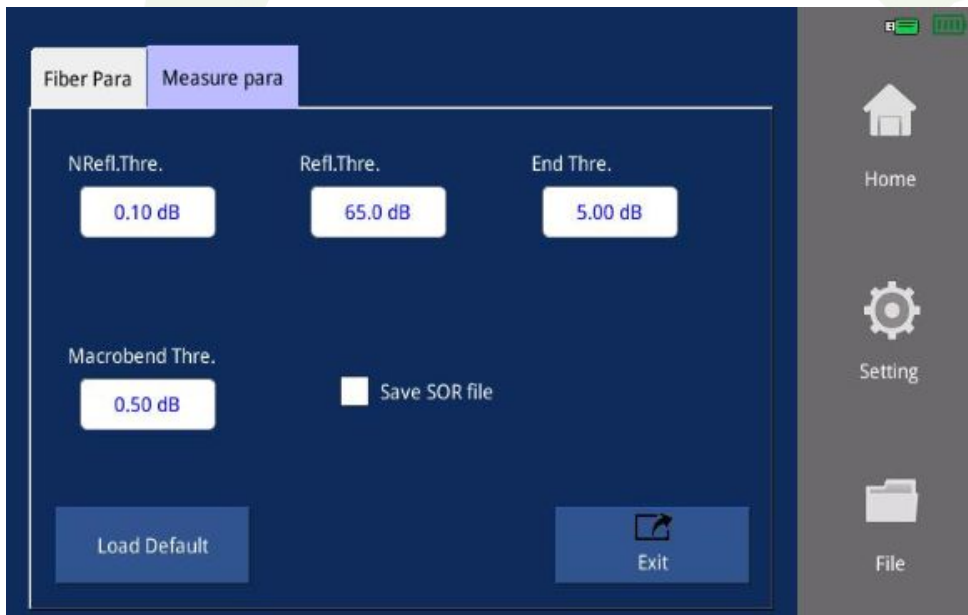 Fiber Para
Measure para
NRefl.Thre.
Refl.Thre.
End Thre.
0.10 dB
65.0 dB
5.00 dB
Macrobend Thre.
0.50 dB
Save SOR file
Load Default
Exit
Home
Setting
File